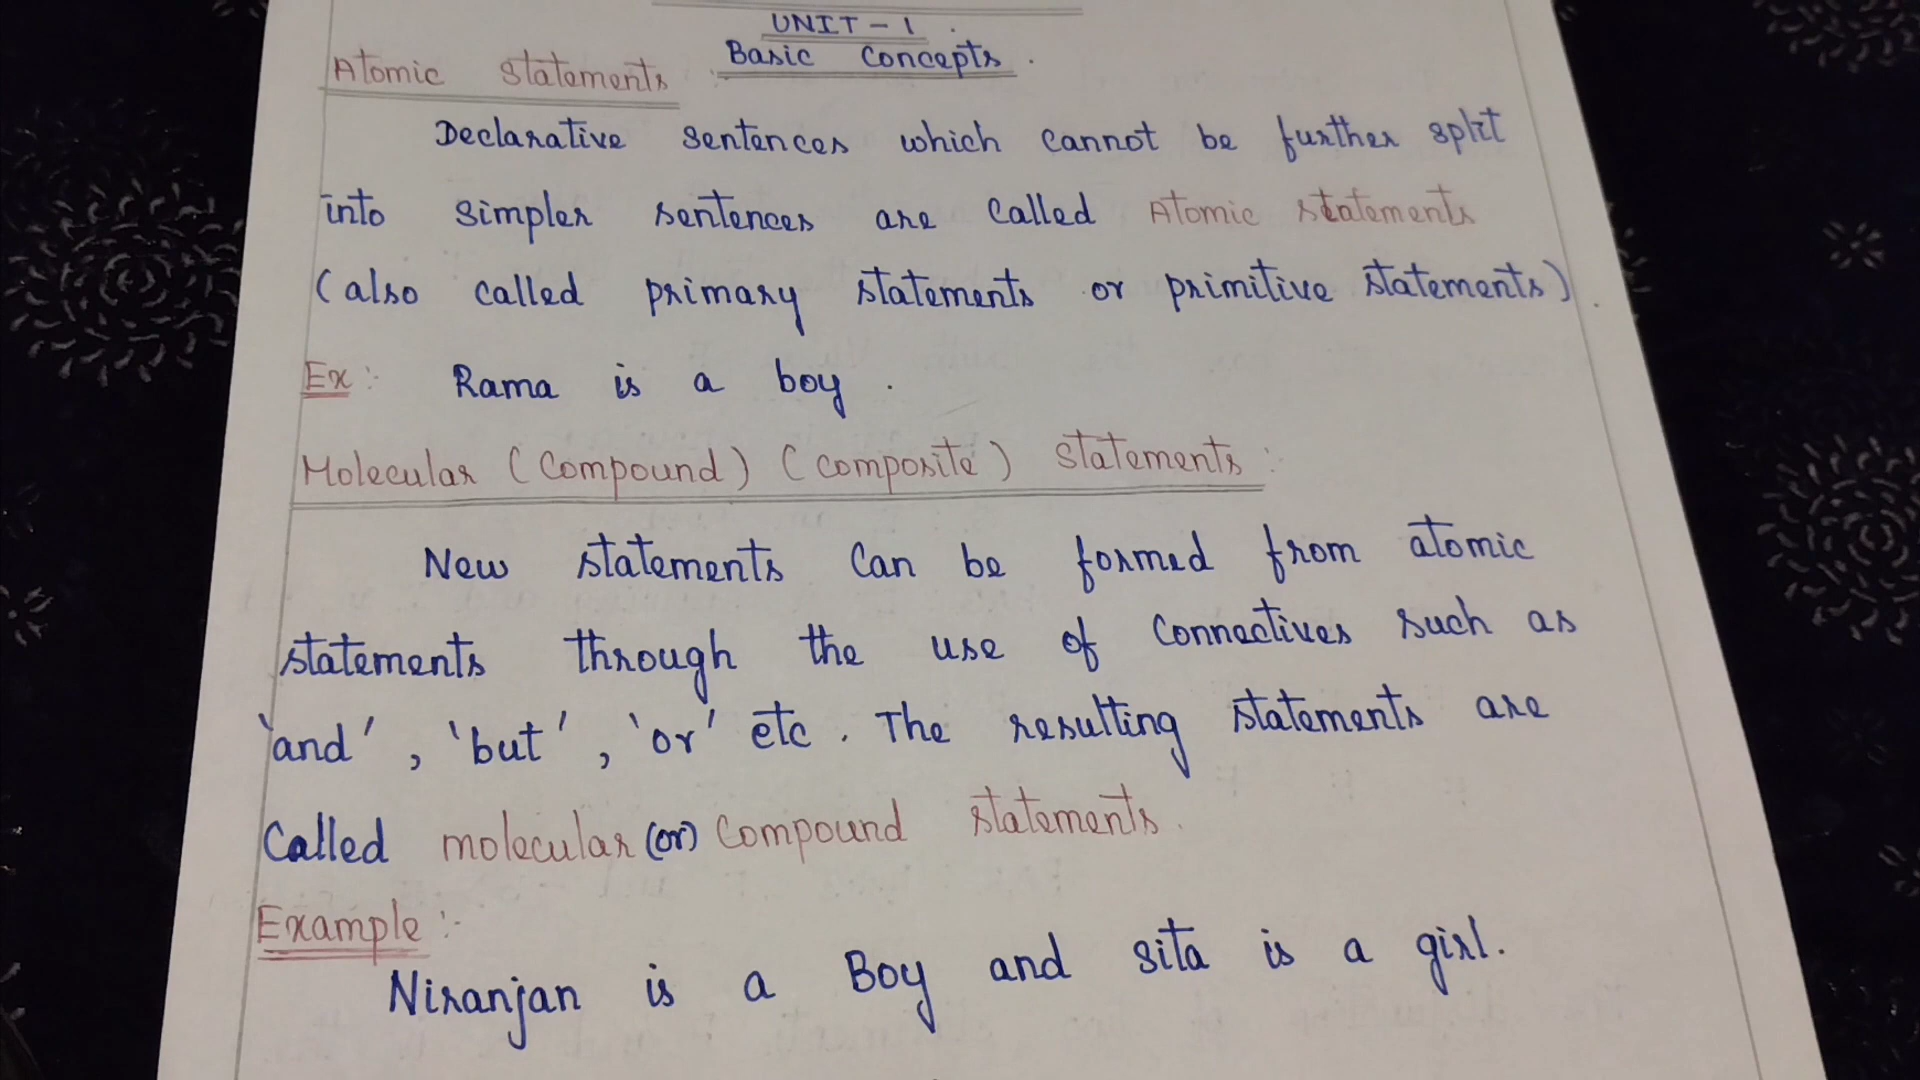 UNIT - 1
Basic Concepts.
Atomic statements :
Declarative sentences which cannot be further split
into simpler sentences are called Atomic statements
(also called primary statements or primitive statements).
Ex :- Rama is a boy.
Molecular (Compound) (composite) statements :
New statements can be formed from atomic
statements through the use of connectives such as
'and', 'but', 'or' etc. The resulting statements are
called molecular (or) compound statements.
Example :-
Niranjan is a Boy and sita is a girl.